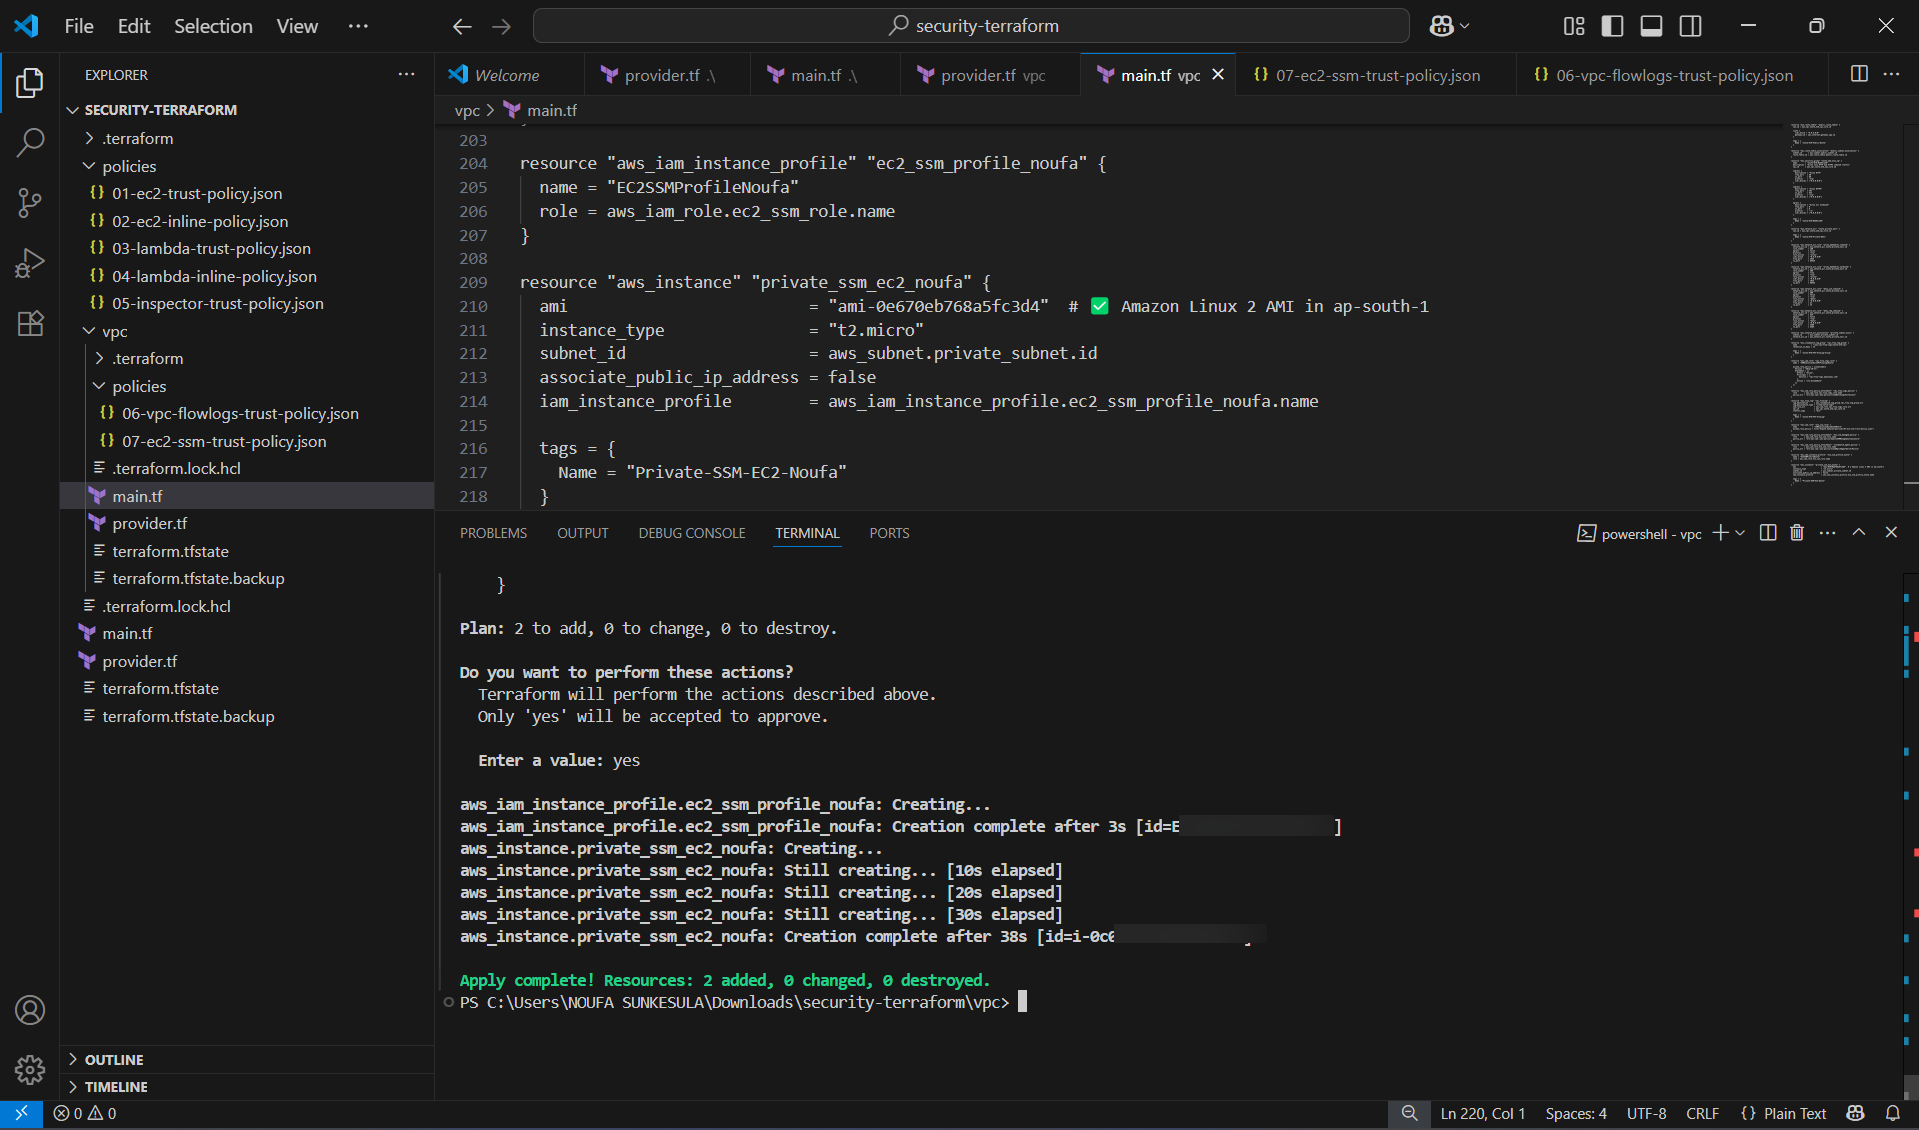 File Edit Selection View ···
security-terraform
EXPLORER ···
SECURITY-TERRAFORM
.terraform
policies
{} 01-ec2-trust-policy.json
{} 02-ec2-inline-policy.json
{} 03-lambda-trust-policy.json
{} 04-lambda-inline-policy.json
{} 05-inspector-trust-policy.json
vpc
.terraform
policies
{} 06-vpc-flowlogs-trust-policy.json
{} 07-ec2-ssm-trust-policy.json
.terraform.lock.hcl
main.tf
provider.tf
terraform.tfstate
terraform.tfstate.backup
.terraform.lock.hcl
main.tf
provider.tf
terraform.tfstate
terraform.tfstate.backup
OUTLINE
TIMELINE
Welcome provider.tf .\ main.tf .\ provider.tf vpc main.tf vpc {} 07-ec2-ssm-trust-policy.json {} 06-vpc-flowlogs-trust-policy.json ···
vpc > main.tf
203
204 resource "aws_iam_instance_profile" "ec2_ssm_profile_noufa" {
205 name = "EC2SSMProfileNoufa"
206 role = aws_iam_role.ec2_ssm_role.name
207 }
208
209 resource "aws_instance" "private_ssm_ec2_noufa" {
210 ami = "ami-0e670eb768a5fc3d4" # ✅ Amazon Linux 2 AMI in ap-south-1
211 instance_type = "t2.micro"
212 subnet_id = aws_subnet.private_subnet.id
213 associate_public_ip_address = false
214 iam_instance_profile = aws_iam_instance_profile.ec2_ssm_profile_noufa.name
215
216 tags = {
217 Name = "Private-SSM-EC2-Noufa"
218 }
PROBLEMS OUTPUT DEBUG CONSOLE TERMINAL PORTS
powershell - vpc
}
Plan: 2 to add, 0 to change, 0 to destroy.
Do you want to perform these actions?
Terraform will perform the actions described above.
Only 'yes' will be accepted to approve.
Enter a value: yes
aws_iam_instance_profile.ec2_ssm_profile_noufa: Creating...
aws_iam_instance_profile.ec2_ssm_profile_noufa: Creation complete after 3s [id=E ]
aws_instance.private_ssm_ec2_noufa: Creating...
aws_instance.private_ssm_ec2_noufa: Still creating... [10s elapsed]
aws_instance.private_ssm_ec2_noufa: Still creating... [20s elapsed]
aws_instance.private_ssm_ec2_noufa: Still creating... [30s elapsed]
aws_instance.private_ssm_ec2_noufa: Creation complete after 38s [id=i-0c0 ]
Apply complete! Resources: 2 added, 0 changed, 0 destroyed.
PS C:\Users\NOUFA SUNKESULA\Downloads\security-terraform\vpc>
0 0
Ln 220, Col 1 Spaces: 4 UTF-8 CRLF {} Plain Text